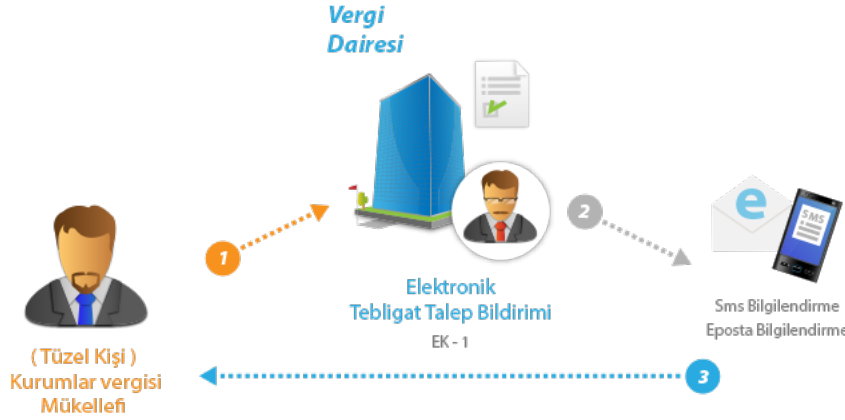 Vergi
Dairesi
1
2
e
SMS
Elektronik
Tebligat Talep Bildirimi
EK - 1
Sms Bilgilendirme
Eposta Bilgilendirme
( Tüzel Kişi )
Kurumlar vergisi
Mükellefi
3